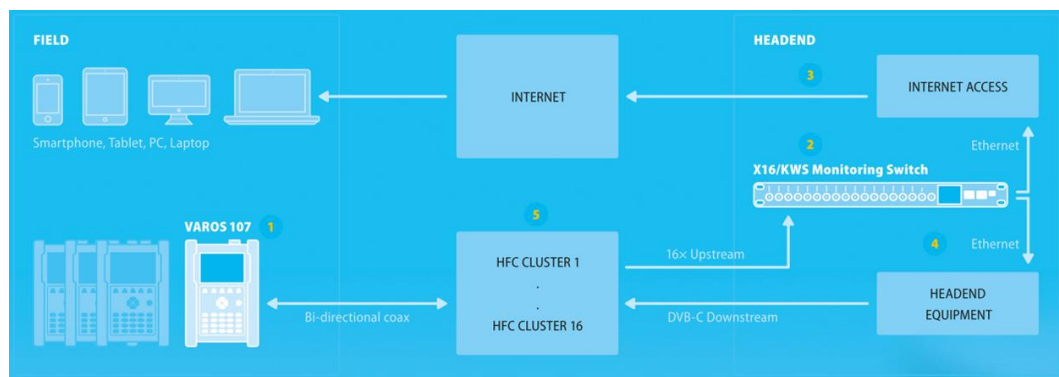 FIELD
HEADEND
3
INTERNET ACCESS
INTERNET
Smartphone, Tablet, PC, Laptop
2
Ethernet
X16/KWS Monitoring Switch
VAROS 107
1
5
4
Ethernet
HFC CLUSTER 1
.
.
HFC CLUSTER 16
16× Upstream
Bi-directional coax
DVB-C Downstream
HEADEND
EQUIPMENT